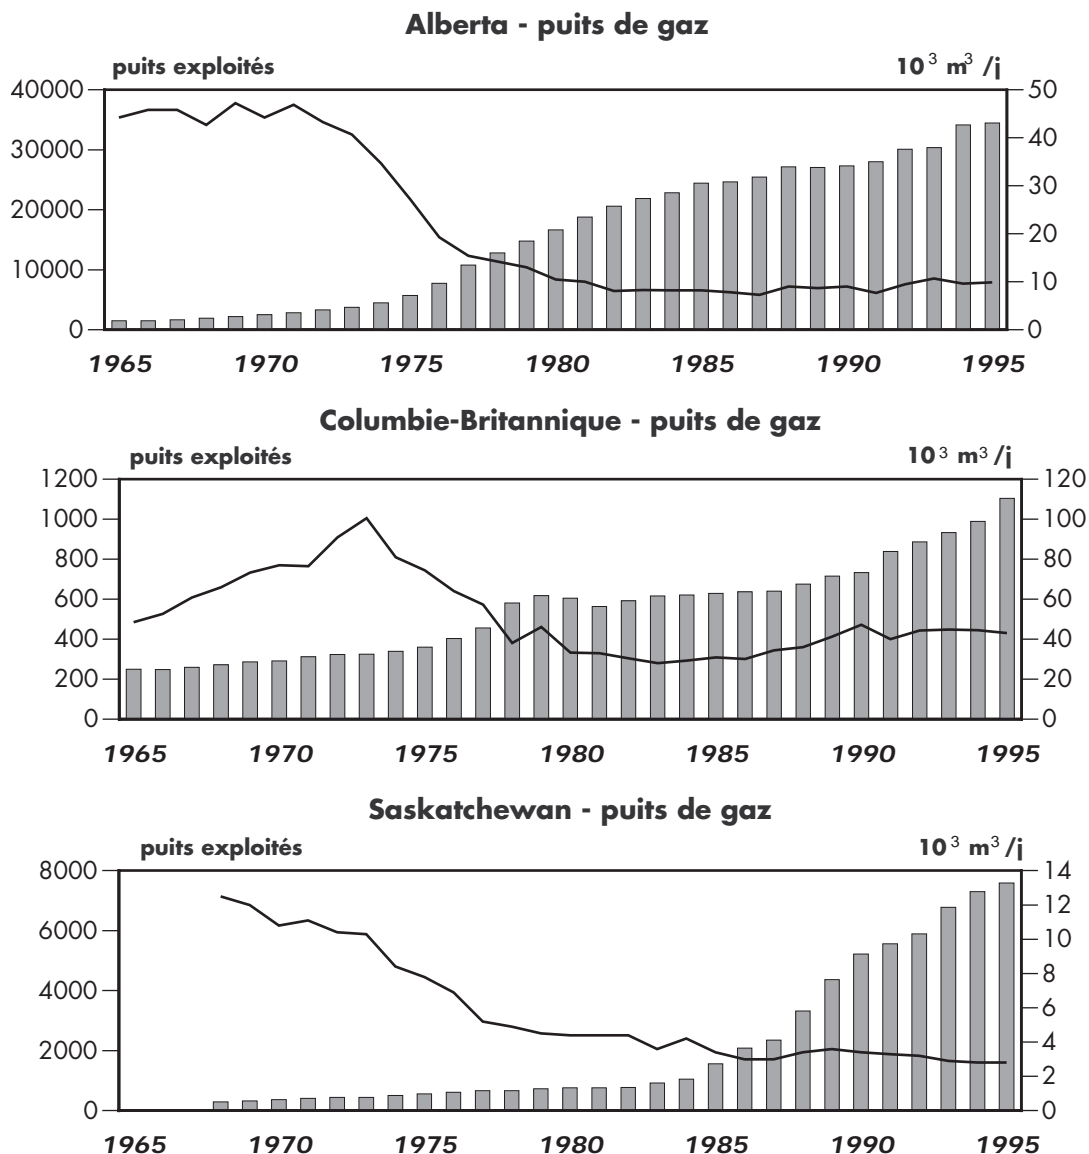 Alberta - puits de gaz
puits exploités 10³ m³ /j
40000 50
40
30000
30
20000
20
10000
10
0 0
1965 1970 1975 1980 1985 1990 1995
Columbie-Britannique - puits de gaz
puits exploités 10³ m³ /j
1200 120
1000 100
800 80
600 60
400 40
200 20
0 0
1965 1970 1975 1980 1985 1990 1995
Saskatchewan - puits de gaz
puits exploités 10³ m³ /j
8000 14
12
6000
10
8
4000
6
2000 4
2
0 0
1965 1970 1975 1980 1985 1990 1995